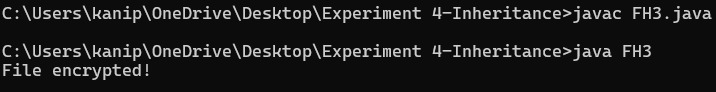 C:\Users\kanip\OneDrive\Desktop\Experiment 4-Inheritance>javac FH3.java
C:\Users\kanip\OneDrive\Desktop\Experiment 4-Inheritance>java FH3
File encrypted!